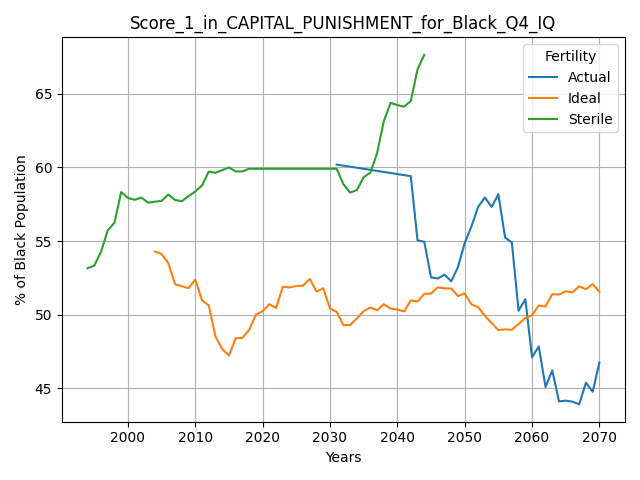 Score_1_in_CAPITAL_PUNISHMENT_for_Black_Q4_IQ
Fertility
Actual
Ideal
Sterile
% of Black Population
65
60
55
50
45
2000 2010 2020 2030 2040 2050 2060 2070
Years